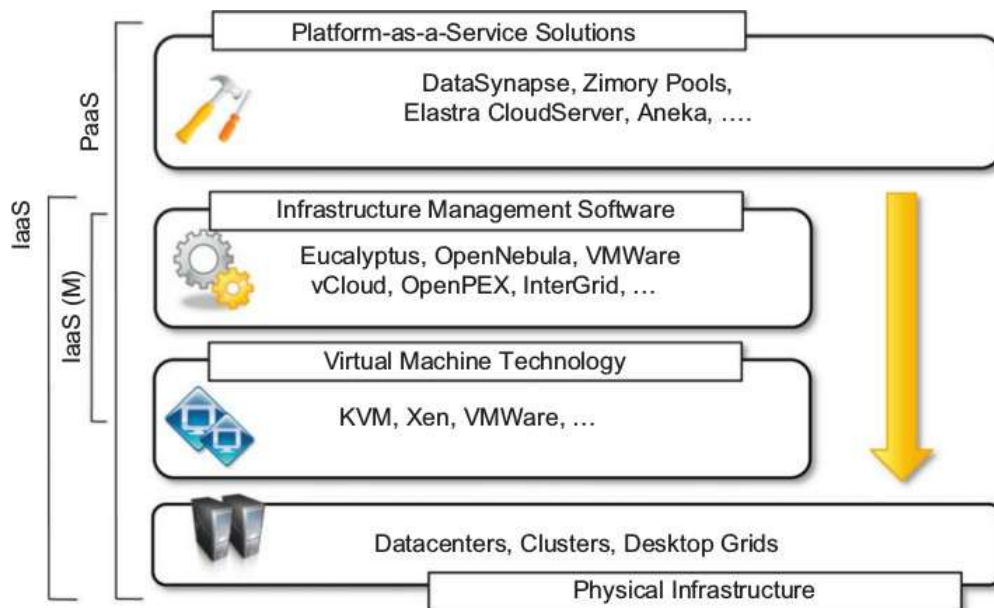 Platform-as-a-Service Solutions
DataSynapse, Zimory Pools,
Elastra CloudServer, Aneka, ....
PaaS
IaaS
IaaS (M)
Infrastructure Management Software
Eucalyptus, OpenNebula, VMWare
vCloud, OpenPEX, InterGrid, ...
Virtual Machine Technology
KVM, Xen, VMWare, ...
Datacenters, Clusters, Desktop Grids
Physical Infrastructure